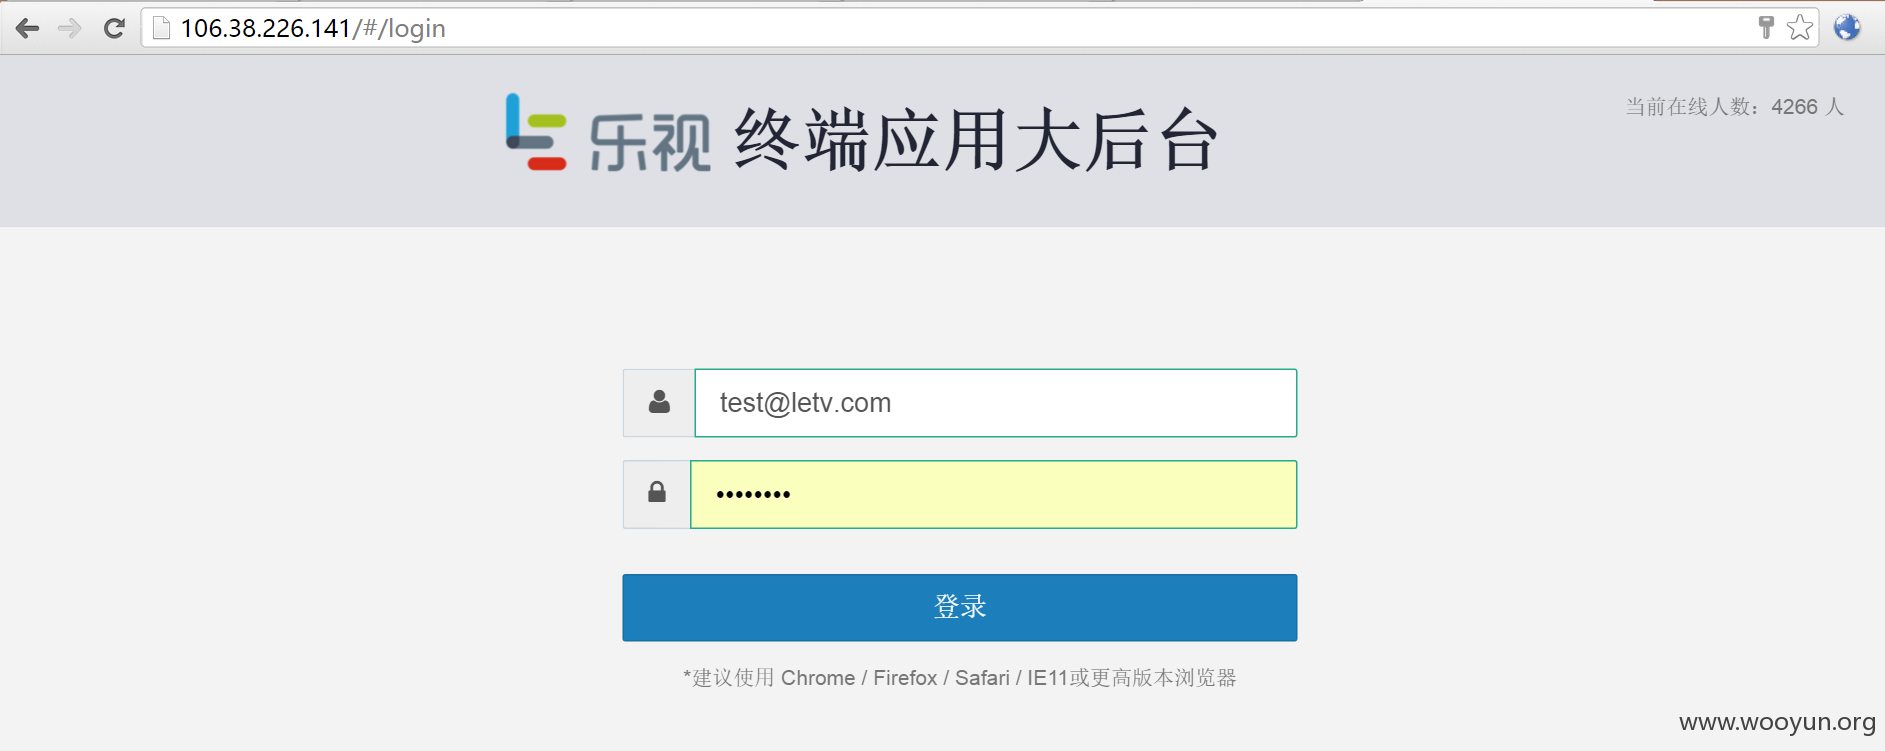 106.38.226.141/#/login
当前在线人数：4266 人
乐视 终端应用大后台
test@letv.com
••••••••
登录
*建议使用 Chrome / Firefox / Safari / IE11或更高版本浏览器
www.wooyun.org